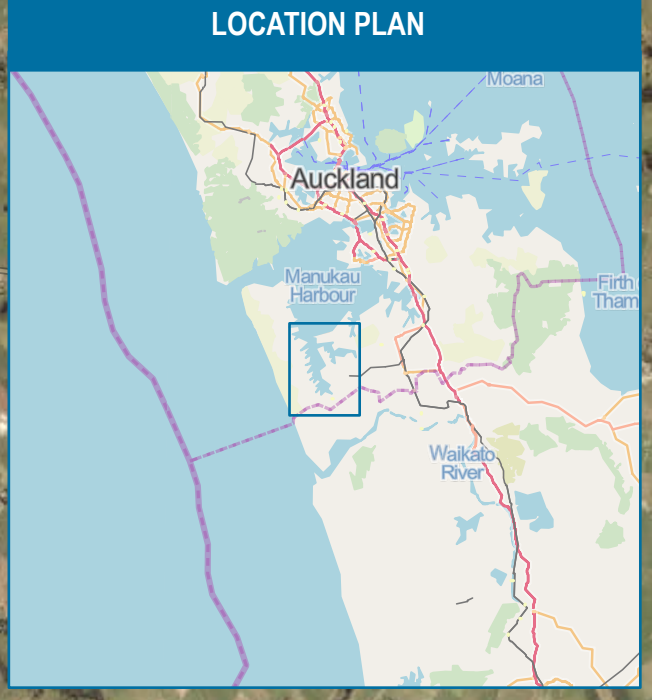 LOCATION PLAN
Moana
Auckland
Manukau
Harbour
Firth
Tham
Waikato
River